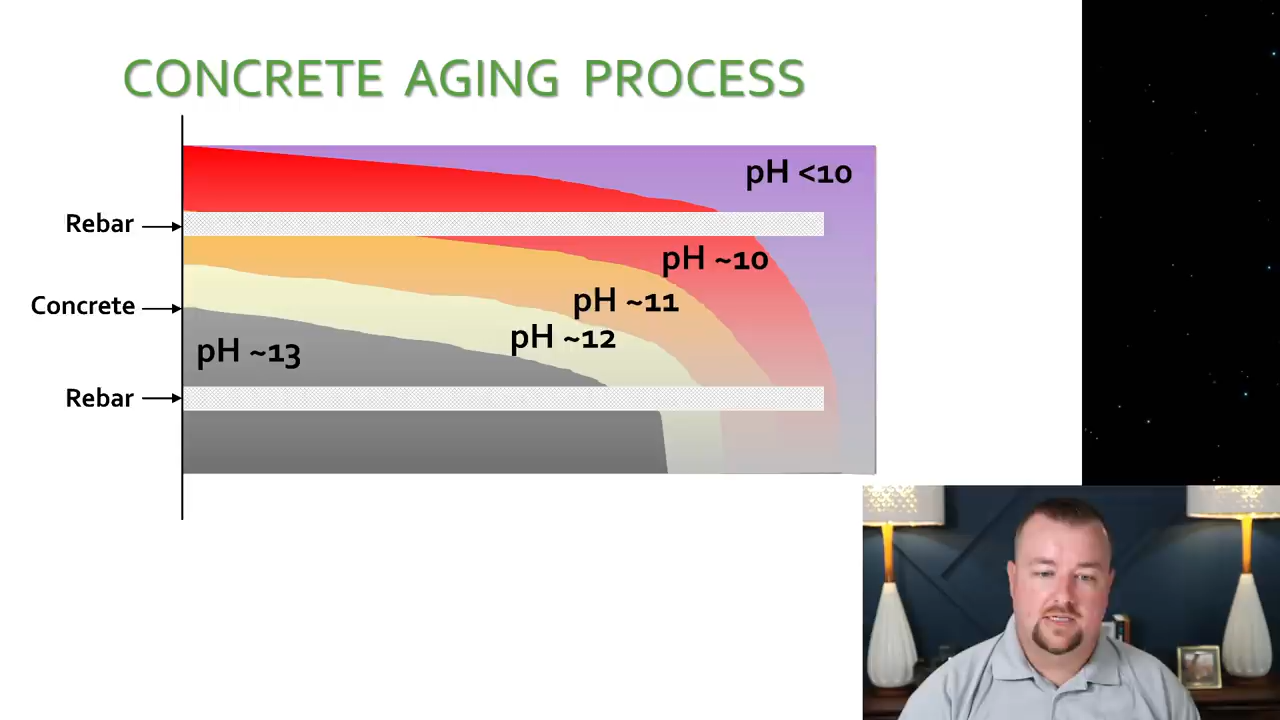 CONCRETE AGING PROCESS
pH <10
Rebar
pH ~10
Concrete
pH ~11
pH ~12
pH ~13
Rebar